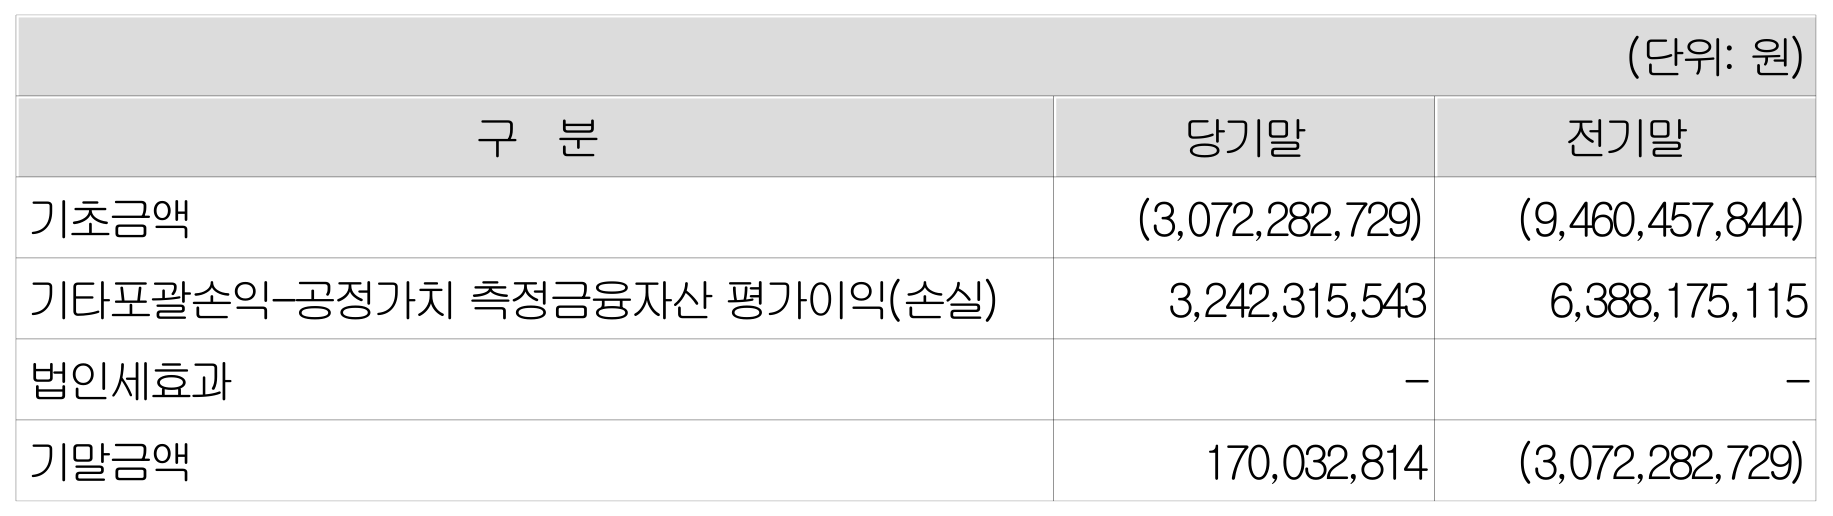 (단위: 원)
구 분 당기말 전기말
기초금액 (3,072,282,729) (9,460,457,844)
기타포괄손익-공정가치 측정금융자산 평가이익(손실) 3,242,315,543 6,388,175,115
법인세효과 - -
기말금액 170,032,814 (3,072,282,729)